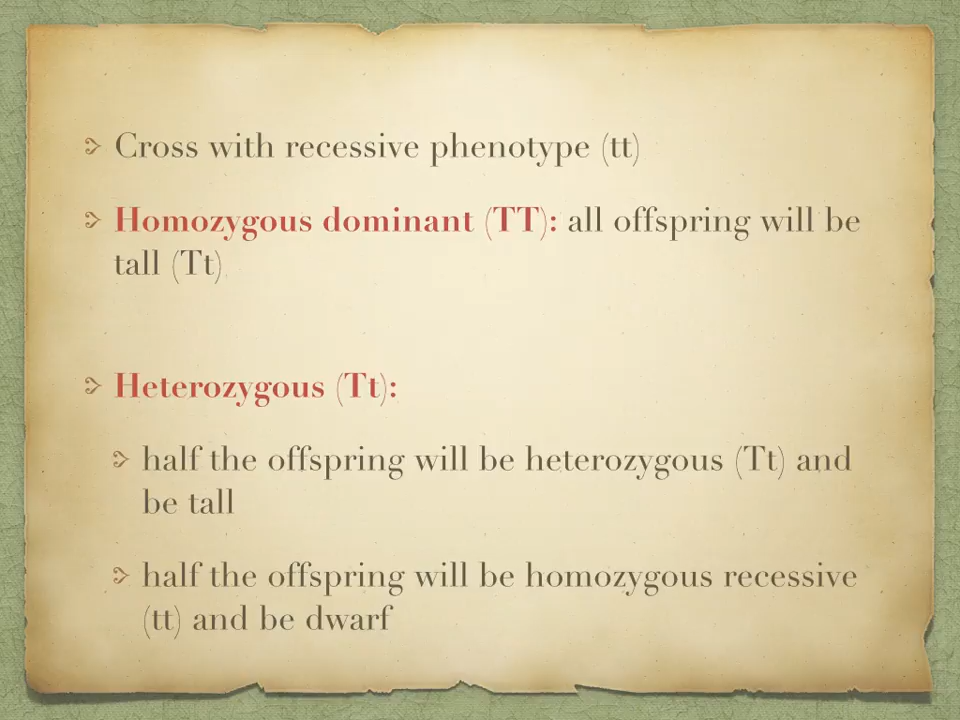 Cross with recessive phenotype (tt)
Homozygous dominant (TT): all offspring will be
tall (Tt)
Heterozygous (Tt):
half the offspring will be heterozygous (Tt) and
be tall
half the offspring will be homozygous recessive
(tt) and be dwarf